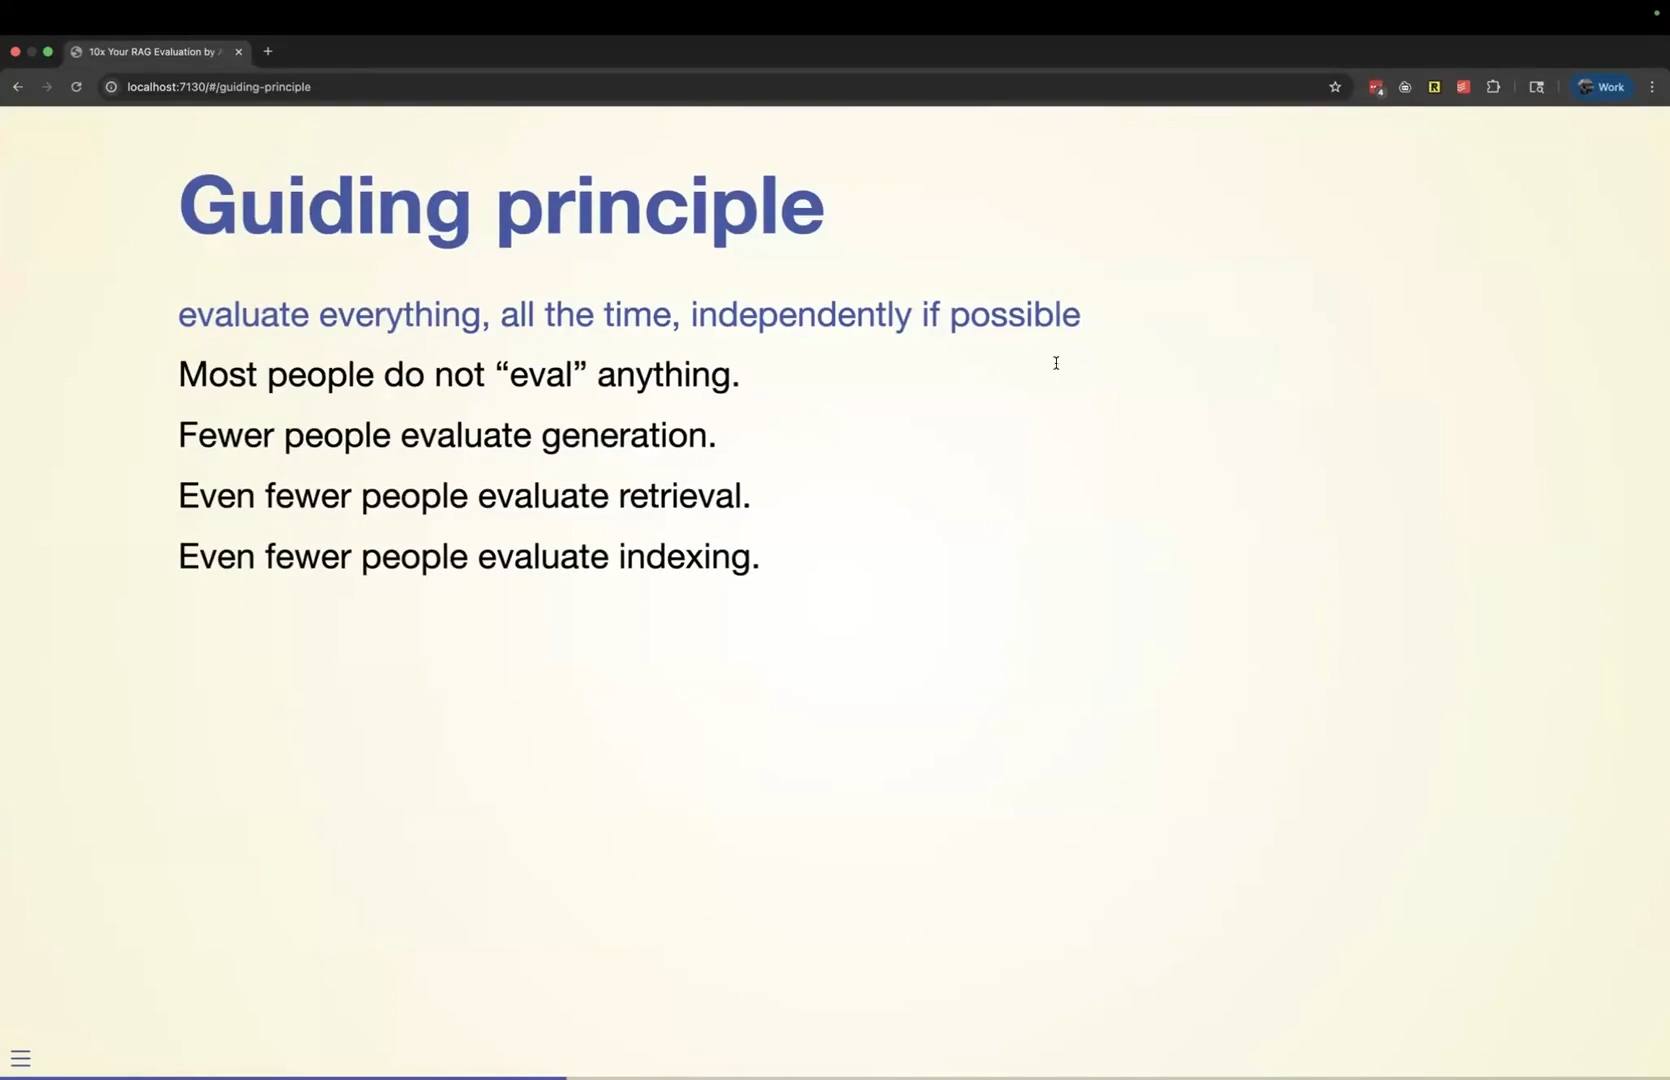 10x Your RAG Evaluation by
localhost:7130/#/guiding-principle
4
R
Work
Guiding principle
evaluate everything, all the time, independently if possible
Most people do not “eval” anything.
Fewer people evaluate generation.
Even fewer people evaluate retrieval.
Even fewer people evaluate indexing.